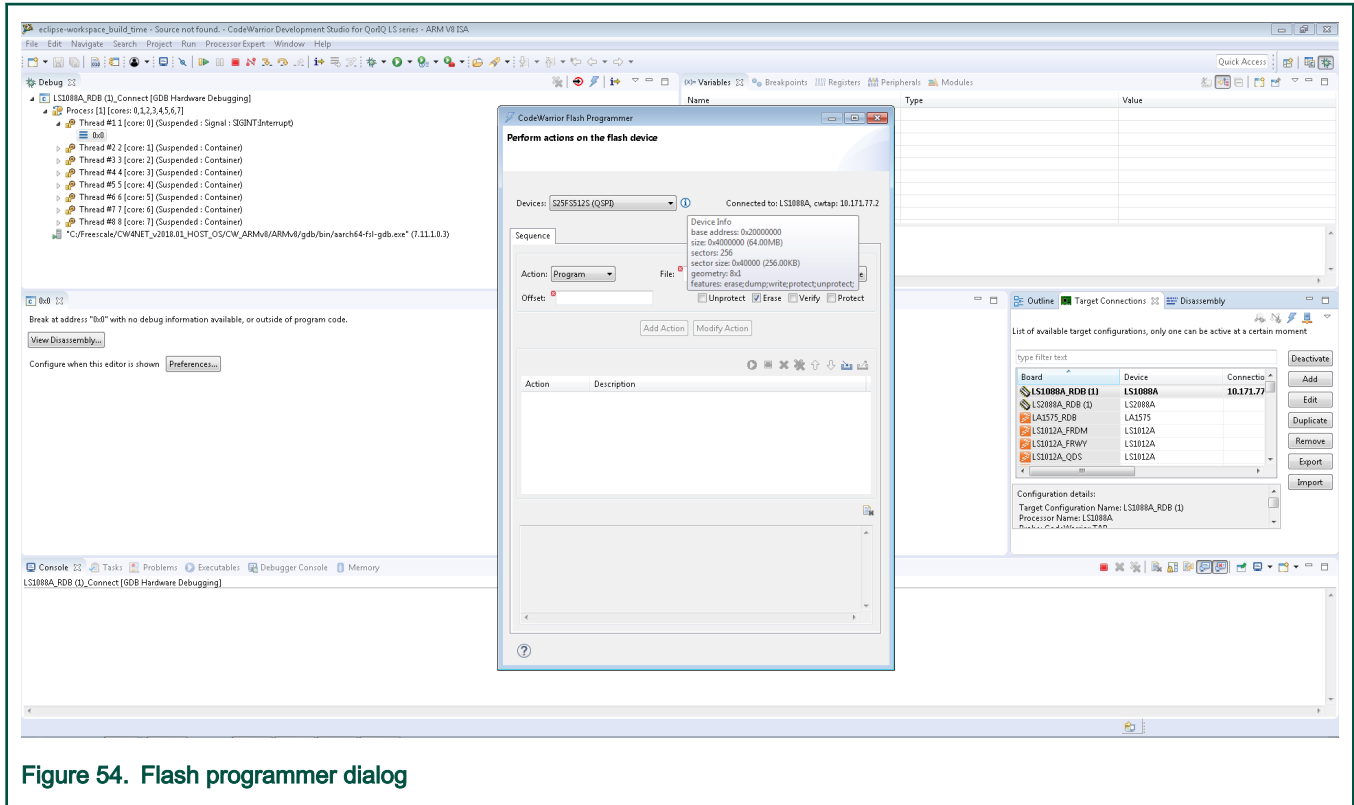 eclipse-workspace_build_time - Source not found. - CodeWarrior Development Studio for QorIQ LS series - ARM V8 ISA
File Edit Navigate Search Project Run Processor Expert Window Help
Quick Access
Debug
LS1088A_RDB (1)_Connect [GDB Hardware Debugging]
Process [1] [cores: 0,1,2,3,4,5,6,7]
Thread #1 1 [core: 0] (Suspended : Signal : SIGINT:Interrupt)
0x0
Thread #2 2 [core: 1] (Suspended : Container)
Thread #3 3 [core: 2] (Suspended : Container)
Thread #4 4 [core: 3] (Suspended : Container)
Thread #5 5 [core: 4] (Suspended : Container)
Thread #6 6 [core: 5] (Suspended : Container)
Thread #7 7 [core: 6] (Suspended : Container)
Thread #8 8 [core: 7] (Suspended : Container)
"C:/Freescale/CW4NET_v2018.01_HOST_OS/CW_ARMv8/ARMv8/gdb/bin/aarch64-fsl-gdb.exe" (7.11.1.0.3)
Variables Breakpoints Registers Peripherals Modules
Name Type Value
0x0
Break at address "0x0" with no debug information available, or outside of program code.
View Disassembly...
Configure when this editor is shown Preferences...
CodeWarrior Flash Programmer
Perform actions on the flash device
Devices: S25FS512S (QSPI) Connected to: LS1088A, cwtap: 10.171.77.2
Device Info
base address: 0x20000000
size: 0x4000000 (64.00MB)
sectors: 256
sector size: 0x40000 (256.00KB)
geometry: 8x1
features: erase;dump;write;protect;unprotect;
Sequence
Action: Program File:
Offset: Unprotect Erase Verify Protect
Add Action Modify Action
Action Description
Outline Target Connections Disassembly
List of available target configurations, only one can be active at a certain moment
type filter text
Board Device Connectio
LS1088A_RDB (1) LS1088A 10.171.77
LS2088A_RDB (1) LS2088A
LA1575_RDB LA1575
LS1012A_FRDM LS1012A
LS1012A_FRWY LS1012A
LS1012A_QDS LS1012A
Deactivate
Add
Edit
Duplicate
Remove
Export
Import
Configuration details:
Target Configuration Name: LS1088A_RDB (1)
Processor Name: LS1088A
Probe: CodeWarrior TAP
Console Tasks Problems Executables Debugger Console Memory
LS1088A_RDB (1)_Connect [GDB Hardware Debugging]
Figure 54. Flash programmer dialog